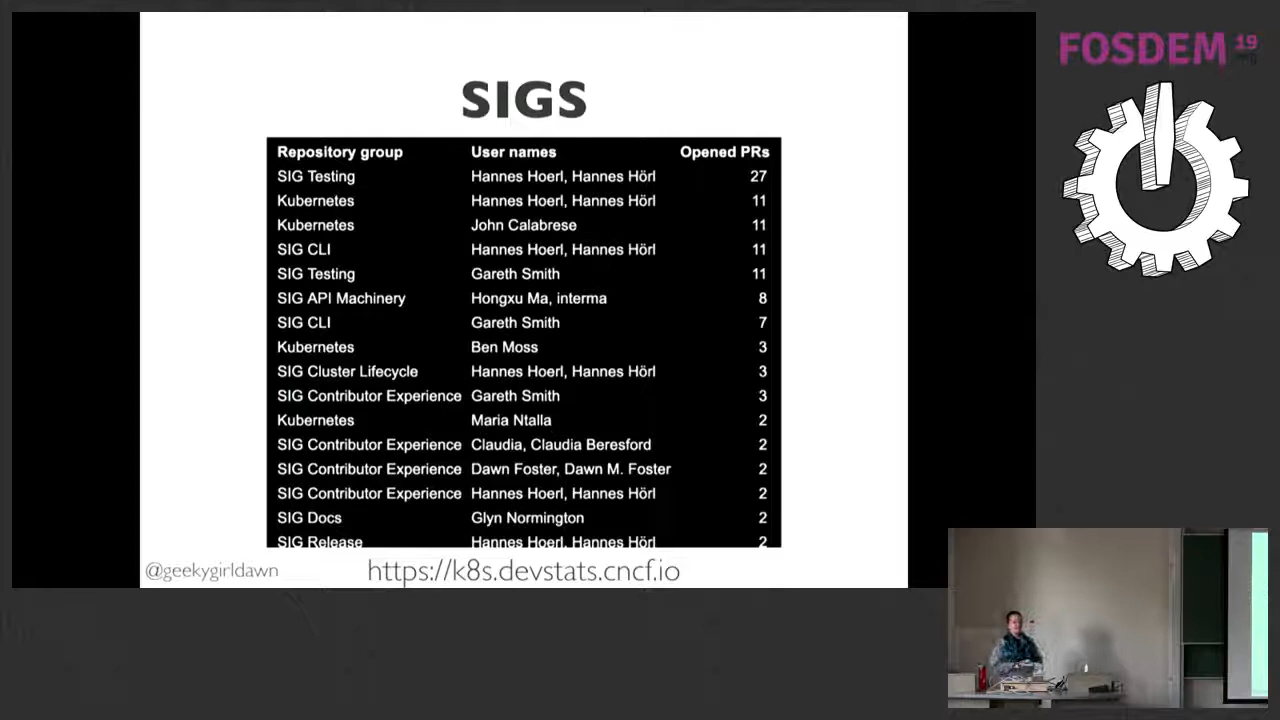 SIGS
Repository group User names Opened PRs
SIG Testing Hannes Hoerl, Hannes Hörl 27
Kubernetes Hannes Hoerl, Hannes Hörl 11
Kubernetes John Calabrese 11
SIG CLI Hannes Hoerl, Hannes Hörl 11
SIG Testing Gareth Smith 11
SIG API Machinery Hongxu Ma, interma 8
SIG CLI Gareth Smith 7
Kubernetes Ben Moss 3
SIG Cluster Lifecycle Hannes Hoerl, Hannes Hörl 3
SIG Contributor Experience Gareth Smith 3
Kubernetes Maria Ntalla 2
SIG Contributor Experience Claudia, Claudia Beresford 2
SIG Contributor Experience Dawn Foster, Dawn M. Foster 2
SIG Contributor Experience Hannes Hoerl, Hannes Hörl 2
SIG Docs Glyn Normington 2
SIG Release Hannes Hoerl, Hannes Hörl 2
@geekygirldawn https://k8s.devstats.cncf.io
FOSDEM 19